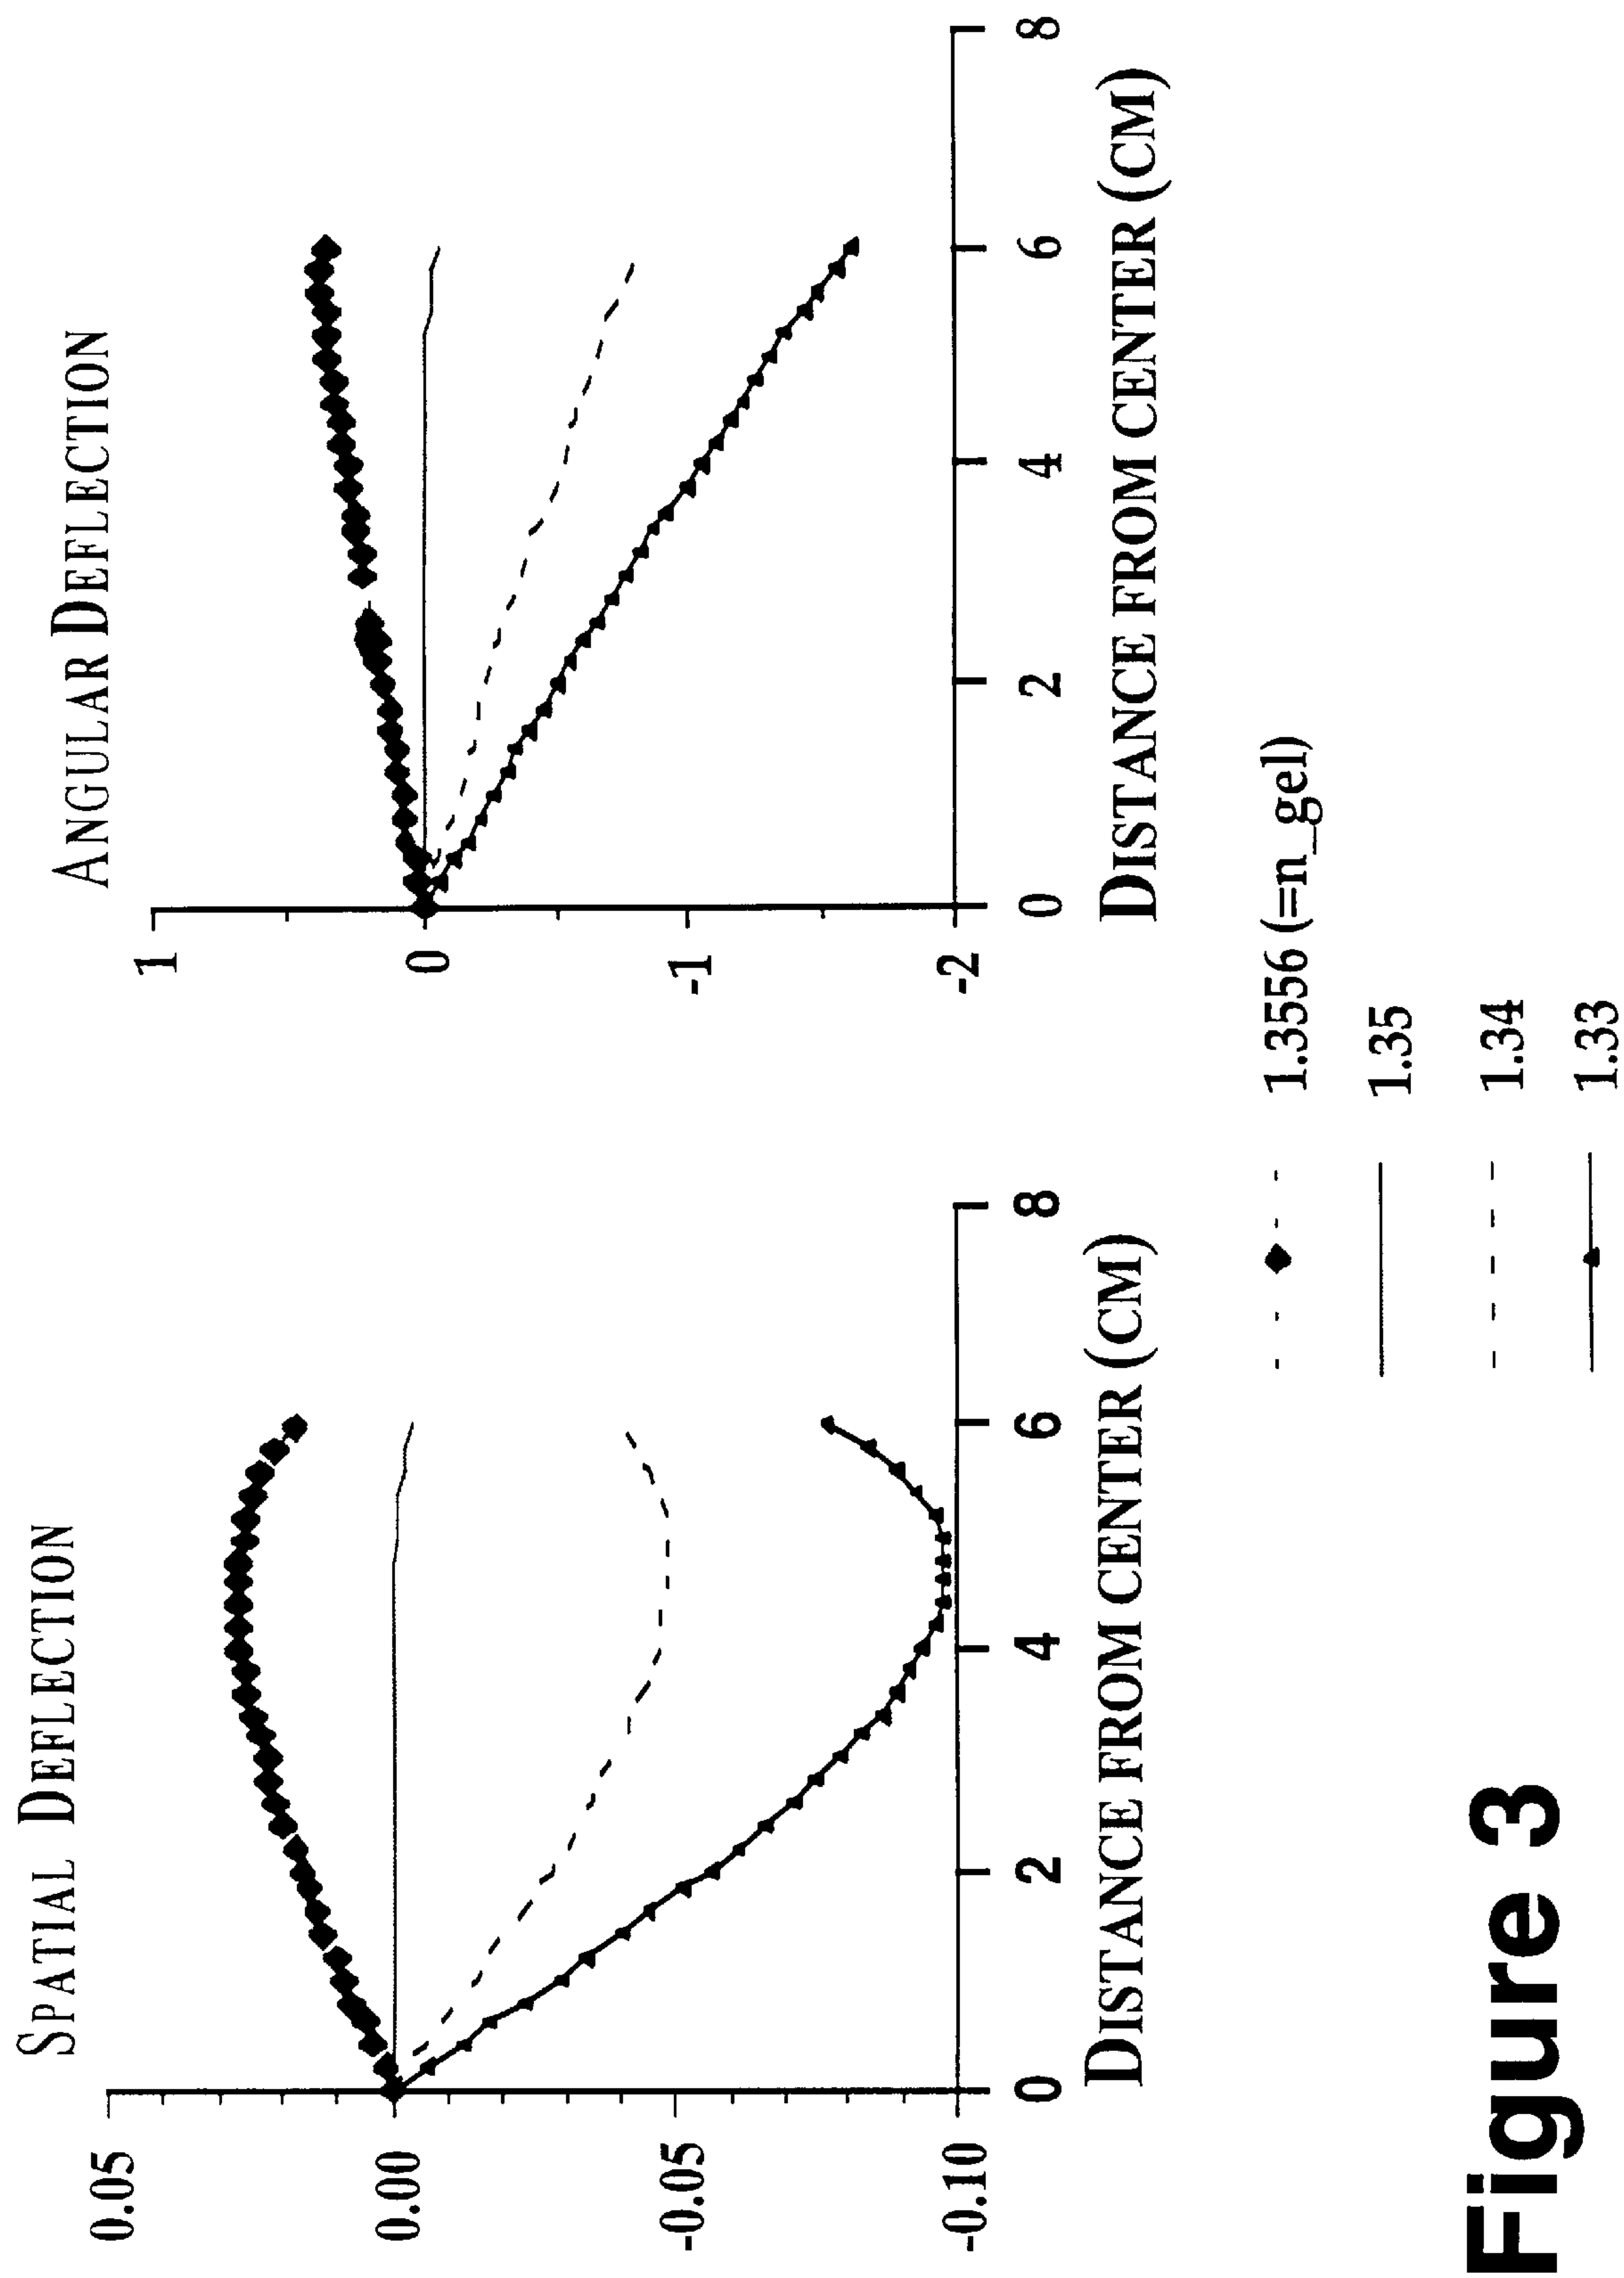 SPATIAL DEFLECTION
0.05
0.00
-0.05
-0.10
0 2 4 6 8
DISTANCE FROM CENTER (CM)
ANGULAR DEFLECTION
1
0
-1
-2
0 2 4 6 8
DISTANCE FROM CENTER (CM)
1.3556 (=n_gel)
1.35
1.34
1.33
Figure 3